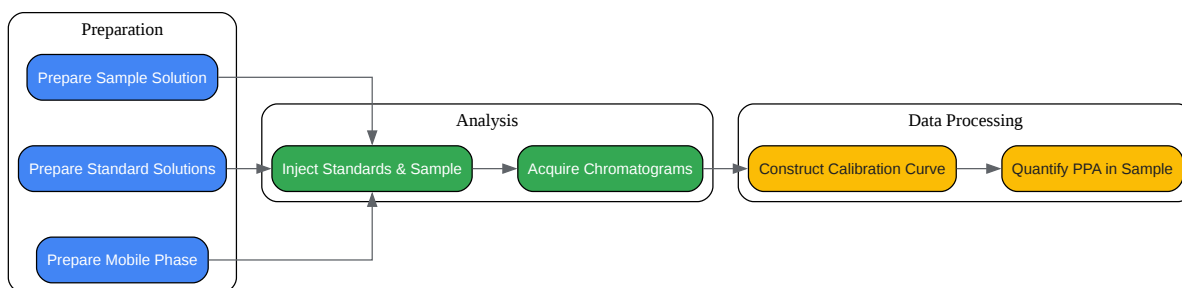 Preparation
Prepare Sample Solution
Prepare Standard Solutions
Prepare Mobile Phase
Analysis
Inject Standards & Sample
Acquire Chromatograms
Data Processing
Construct Calibration Curve
Quantify PPA in Sample